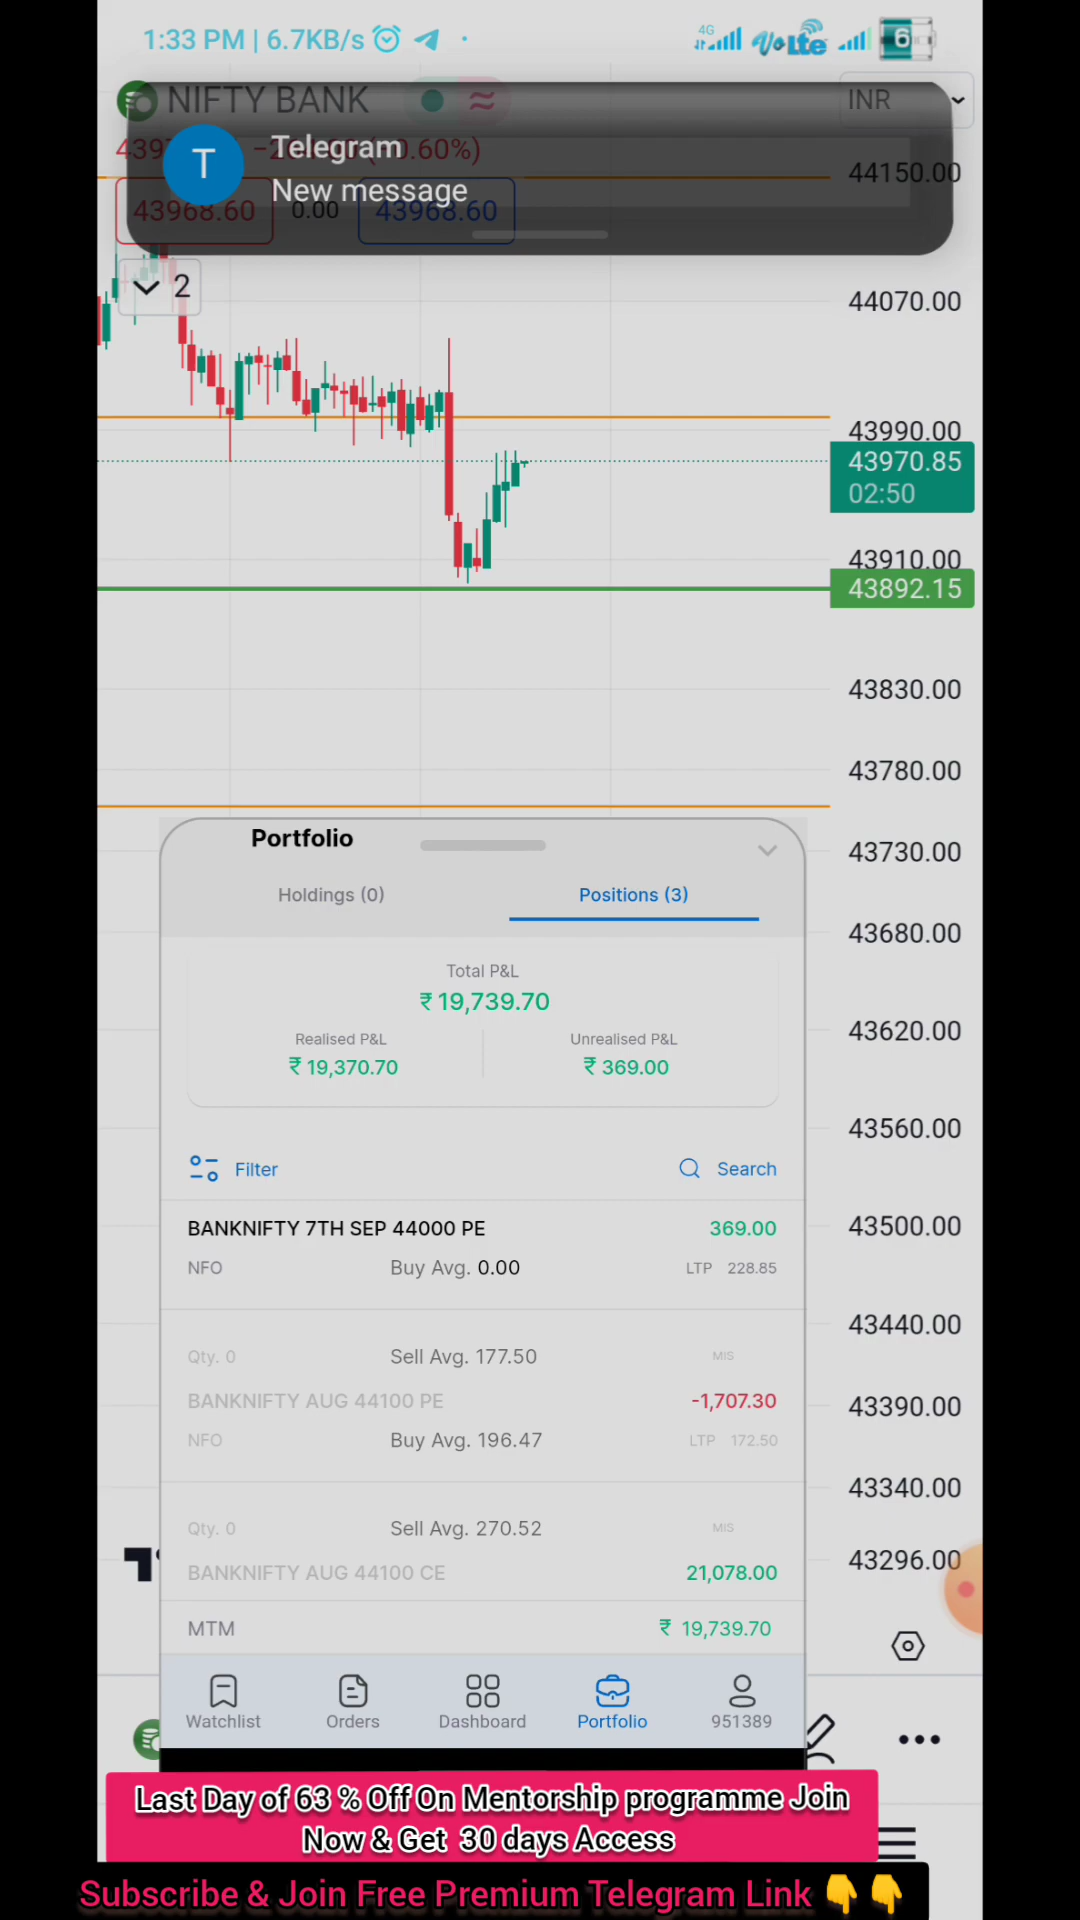 1:33 PM | 6.7KB/s
4G
VoLTE
6
NIFTY BANK
INR
Telegram
0.60%)
New message
44150.00
43968.60
0.00
43968.60
2
44070.00
43990.00
43970.85
02:50
43910.00
43892.15
43830.00
43780.00
43730.00
43680.00
43620.00
43560.00
43500.00
43440.00
43390.00
43340.00
43296.00
Portfolio
Holdings (0)
Positions (3)
Total P&L
₹ 19,739.70
Realised P&L
Unrealised P&L
₹ 19,370.70
₹ 369.00
Filter
Search
BANKNIFTY 7TH SEP 44000 PE
369.00
NFO
Buy Avg. 0.00
LTP 228.85
Qty. 0
Sell Avg. 177.50
MIS
BANKNIFTY AUG 44100 PE
-1,707.30
NFO
Buy Avg. 196.47
LTP 172.50
Qty. 0
Sell Avg. 270.52
MIS
BANKNIFTY AUG 44100 CE
21,078.00
MTM
₹ 19,739.70
Watchlist
Orders
Dashboard
Portfolio
951389
Last Day of 63 % Off On Mentorship programme Join
Now & Get 30 days Access
Subscribe & Join Free Premium Telegram Link 👇👇